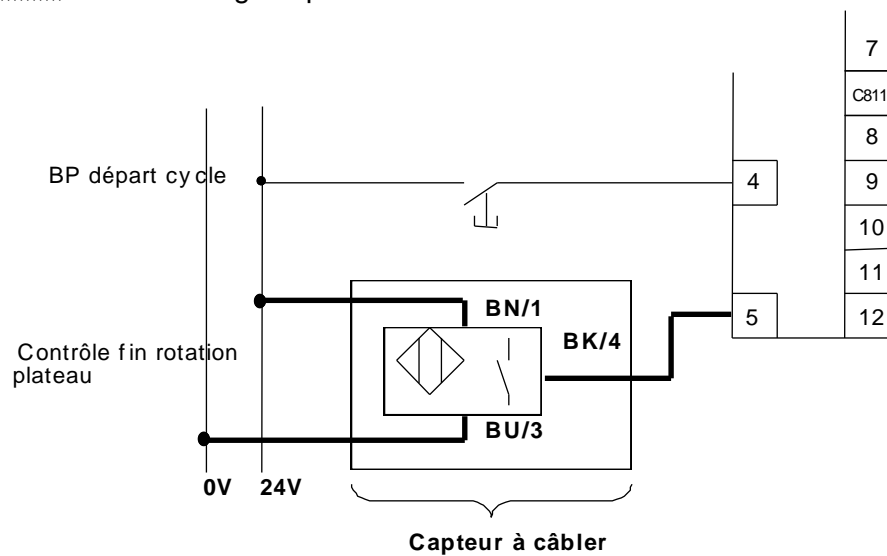 7
C811
8
BP départ cycle
4
9
10
11
BN/1
5
12
BK/4
Contrôle fin rotation
plateau
BU/3
0V 24V
Capteur à câbler